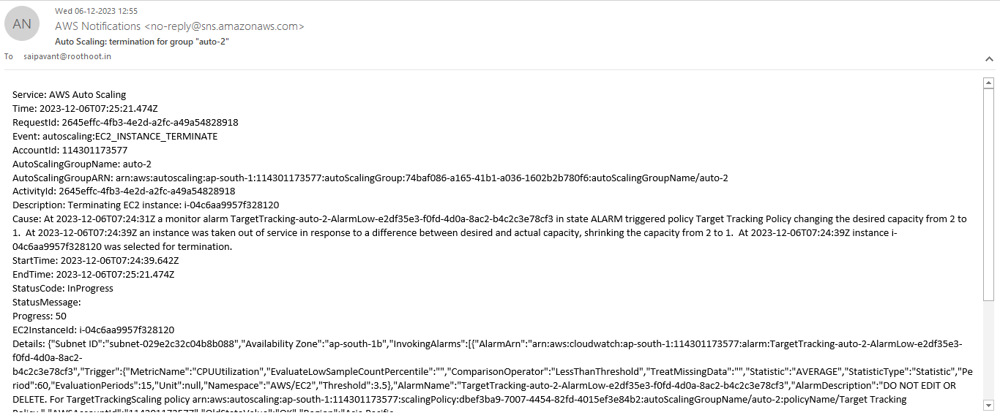 Wed 06-12-2023 12:55
AN
AWS Notifications <no-reply@sns.amazonaws.com>
Auto Scaling: termination for group "auto-2"
To saipavant@roothoot.in
Service: AWS Auto Scaling
Time: 2023-12-06T07:25:21.474Z
RequestId: 2645effc-4fb3-4e2d-a2fc-a49a54828918
Event: autoscaling:EC2_INSTANCE_TERMINATE
AccountId: 114301173577
AutoScalingGroupName: auto-2
AutoScalingGroupARN: arn:aws:autoscaling:ap-south-1:114301173577:autoScalingGroup:74baf086-a165-41b1-a036-1602b2b780f6:autoScalingGroupName/auto-2
ActivityId: 2645effc-4fb3-4e2d-a2fc-a49a54828918
Description: Terminating EC2 instance: i-04c6aa9957f328120
Cause: At 2023-12-06T07:24:31Z a monitor alarm TargetTracking-auto-2-AlarmLow-e2df35e3-f0fd-4d0a-8ac2-b4c2c3e78cf3 in state ALARM triggered policy Target Tracking Policy changing the desired capacity from 2 to
1.  At 2023-12-06T07:24:39Z an instance was taken out of service in response to a difference between desired and actual capacity, shrinking the capacity from 2 to 1.  At 2023-12-06T07:24:39Z instance i-
04c6aa9957f328120 was selected for termination.
StartTime: 2023-12-06T07:24:39.642Z
EndTime: 2023-12-06T07:25:21.474Z
StatusCode: InProgress
StatusMessage:
Progress: 50
EC2InstanceId: i-04c6aa9957f328120
Details: {"Subnet ID":"subnet-029e2c32c04b8b088","Availability Zone":"ap-south-1b","InvokingAlarms":[{"AlarmArn":"arn:aws:cloudwatch:ap-south-1:114301173577:alarm:TargetTracking-auto-2-AlarmLow-e2df35e3-
f0fd-4d0a-8ac2-
b4c2c3e78cf3","Trigger":{"MetricName":"CPUUtilization","EvaluateLowSampleCountPercentile":"","ComparisonOperator":"LessThanThreshold","TreatMissingData":"","Statistic":"AVERAGE","StatisticType":"Statistic","Pe
riod":60,"EvaluationPeriods":15,"Unit":null,"Namespace":"AWS/EC2","Threshold":3.5},"AlarmName":"TargetTracking-auto-2-AlarmLow-e2df35e3-f0fd-4d0a-8ac2-b4c2c3e78cf3","AlarmDescription":"DO NOT EDIT OR
DELETE. For TargetTrackingScaling policy arn:aws:autoscaling:ap-south-1:114301173577:scalingPolicy:dbef3ba9-7007-4454-82fd-4015ef3e84b2:autoScalingGroupName/auto-2:policyName/Target Tracking
Policy.","AWSAccountId":"114301173577","OldStateValue":"OK","Region":"Asia Pacific